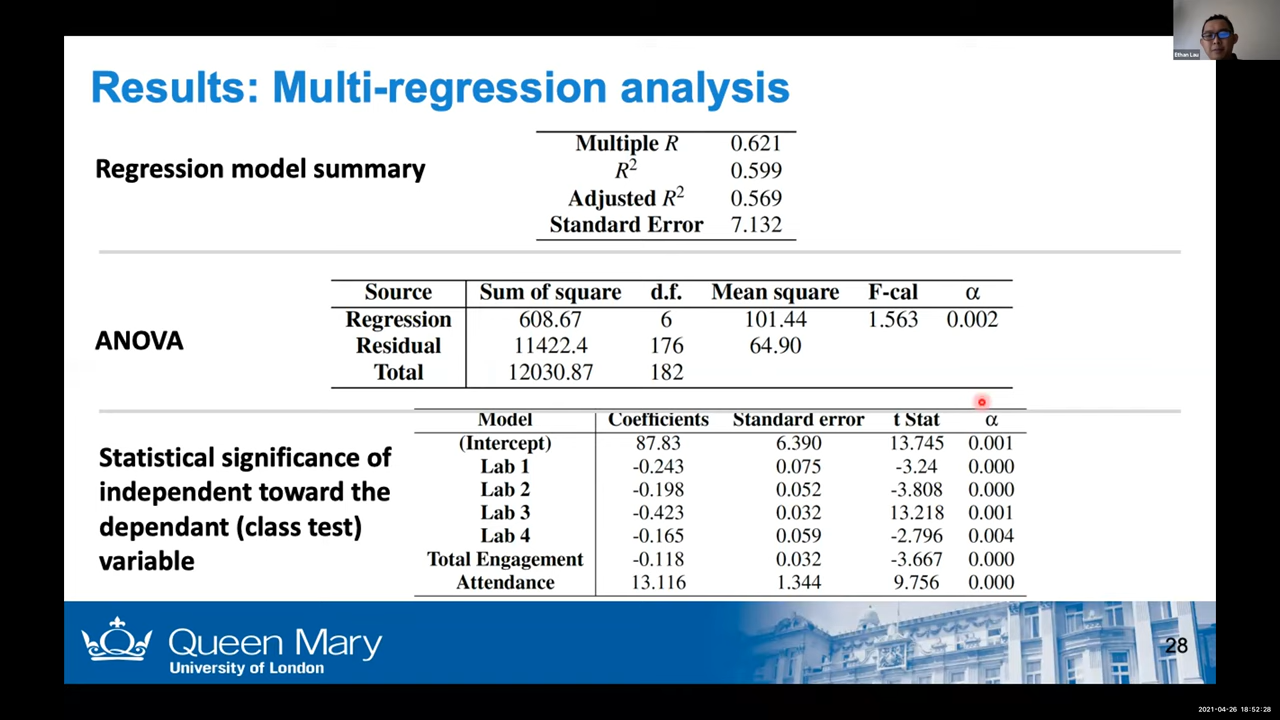 Ethan Lau
Results: Multi-regression analysis
Regression model summary
Multiple R 0.621
R² 0.599
Adjusted R² 0.569
Standard Error 7.132
ANOVA
Source Sum of square d.f. Mean square F-cal α
Regression 608.67 6 101.44 1.563 0.002
Residual 11422.4 176 64.90
Total 12030.87 182
Statistical significance of
independent toward the
dependant (class test)
variable
Model Coefficients Standard error t Stat α
(Intercept) 87.83 6.390 13.745 0.001
Lab 1 -0.243 0.075 -3.24 0.000
Lab 2 -0.198 0.052 -3.808 0.000
Lab 3 -0.423 0.032 13.218 0.001
Lab 4 -0.165 0.059 -2.796 0.004
Total Engagement -0.118 0.032 -3.667 0.000
Attendance 13.116 1.344 9.756 0.000
Queen Mary
University of London
28
2021-04-26 18:52:28